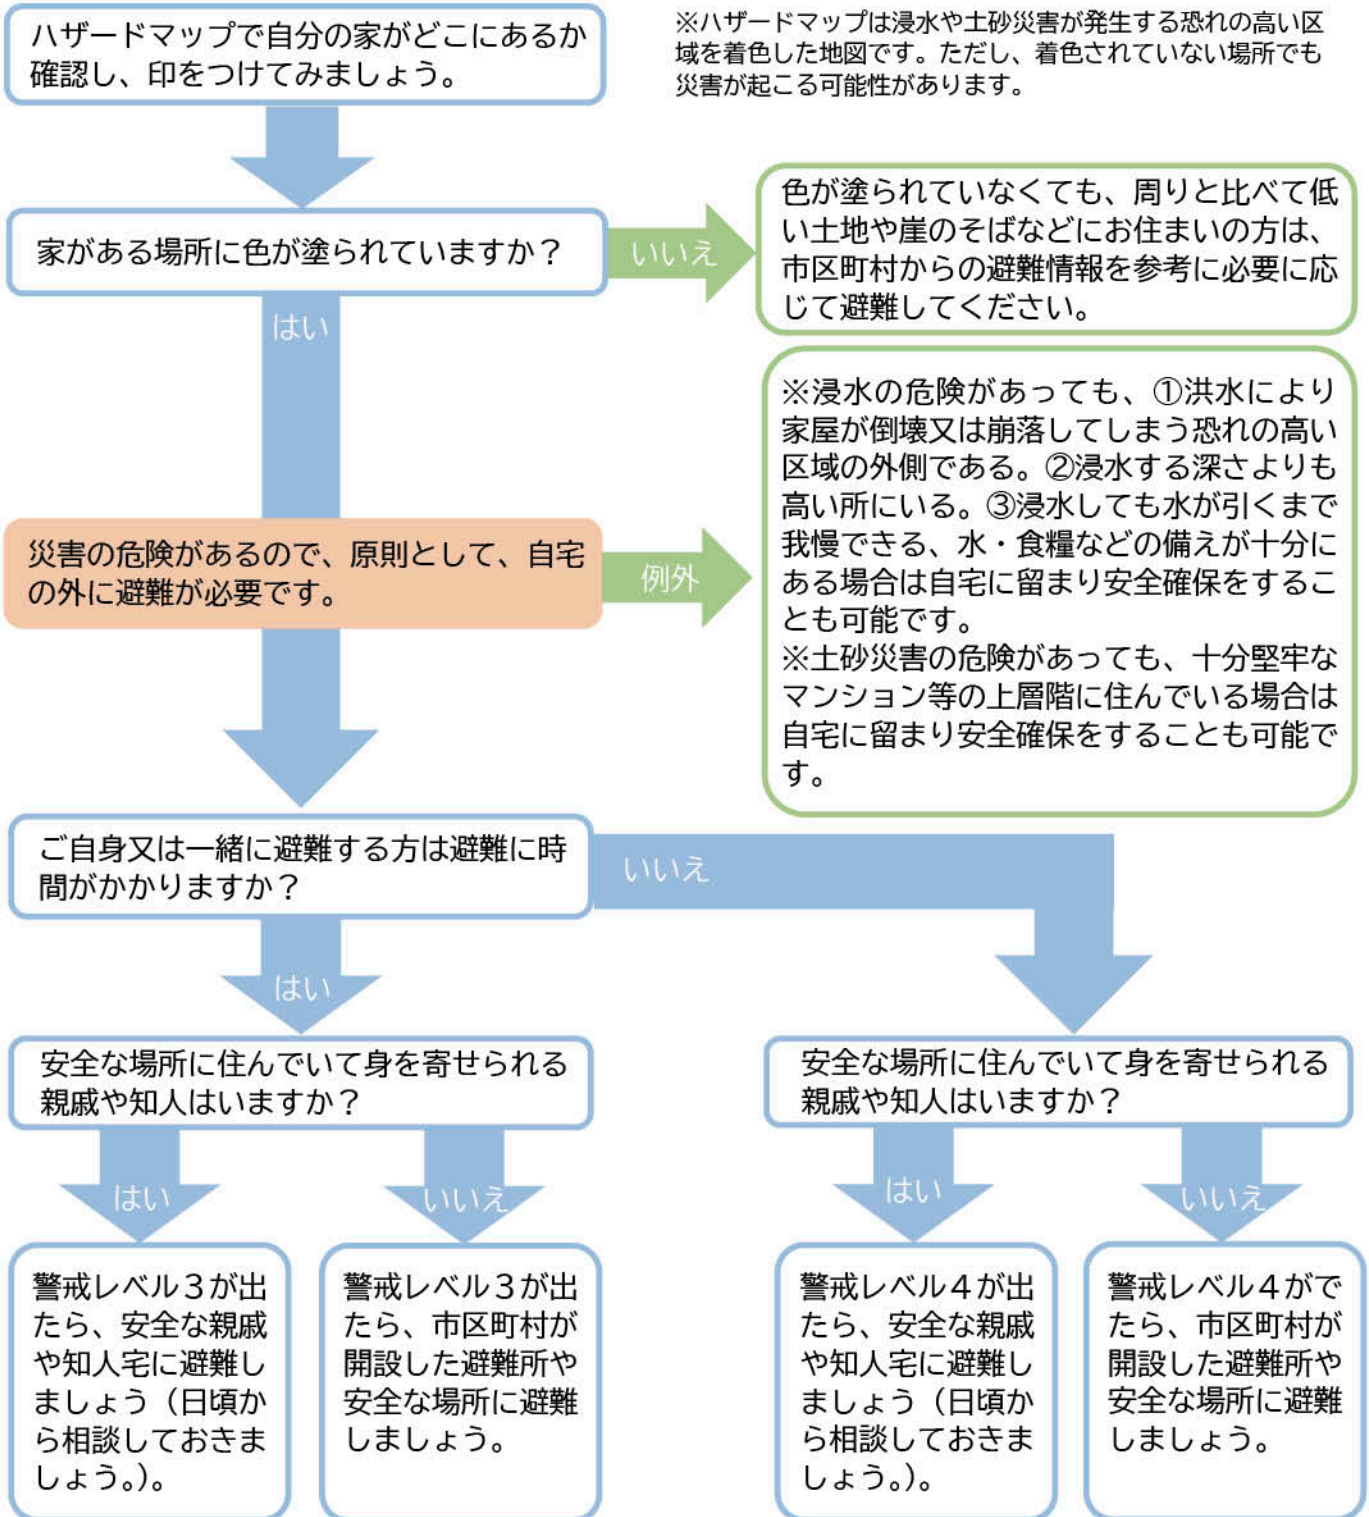 ハザードマップで自分の家がどこにあるか
確認し、印をつけてみましょう。
※ハザードマップは浸水や土砂災害が発生する恐れの高い区
域を着色した地図です。ただし、着色されていない場所でも
災害が起こる可能性があります。
家がある場所に色が塗られていますか？
いいえ
色が塗られていなくても、周りと比べて低
い土地や崖のそばなどにお住まいの方は、
市区町村からの避難情報を参考に必要に応
じて避難してください。
はい
災害の危険があるので、原則として、自宅
の外に避難が必要です。
例外
※浸水の危険があっても、①洪水により
家屋が倒壊又は崩落してしまう恐れの高い
区域の外側である。②浸水する深さよりも
高い所にいる。③浸水しても水が引くまで
我慢できる、水・食糧などの備えが十分に
ある場合は自宅に留まり安全確保をするこ
とも可能です。
※土砂災害の危険があっても、十分堅牢な
マンション等の上層階に住んでいる場合は
自宅に留まり安全確保をすることも可能で
す。
ご自身又は一緒に避難する方は避難に時
間がかかりますか？
いいえ
はい
安全な場所に住んでいて身を寄せられる
親戚や知人はいますか？
安全な場所に住んでいて身を寄せられる
親戚や知人はいますか？
はい
いいえ
はい
いいえ
警戒レベル３が出
たら、安全な親戚
や知人宅に避難し
ましょう（日頃か
ら相談しておきま
しょう。）。
警戒レベル３が出
たら、市区町村が
開設した避難所や
安全な場所に避難
しましょう。
警戒レベル４が出
たら、安全な親戚
や知人宅に避難し
ましょう（日頃か
ら相談しておきま
しょう。）。
警戒レベル４がで
たら、市区町村が
開設した避難所や
安全な場所に避難
しましょう。